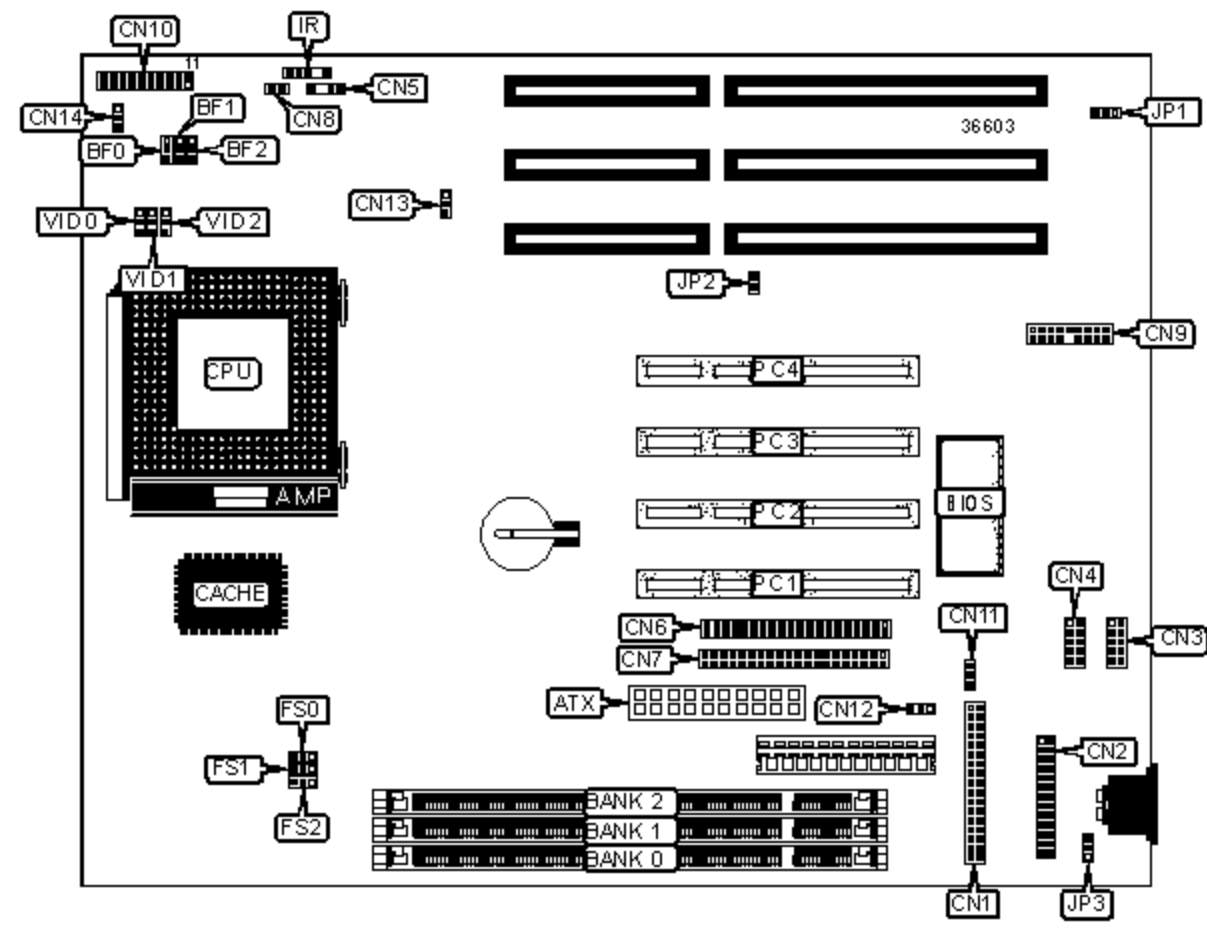 IR
CN10
11
CN5
CN14
BF1
CN8
JP1
36603
BF0
BF2
CN13
VID0
VID2
VID1
JP2
CN9
CPU
PC4
PC3
AMP
PC2
BIOS
CACHE
PC1
CN4
CN11
CN6
CN3
CN7
ATX
CN12
FS0
CN2
FS1
BANK 2
FS2
BANK 1
BANK 0
CN1
JP3